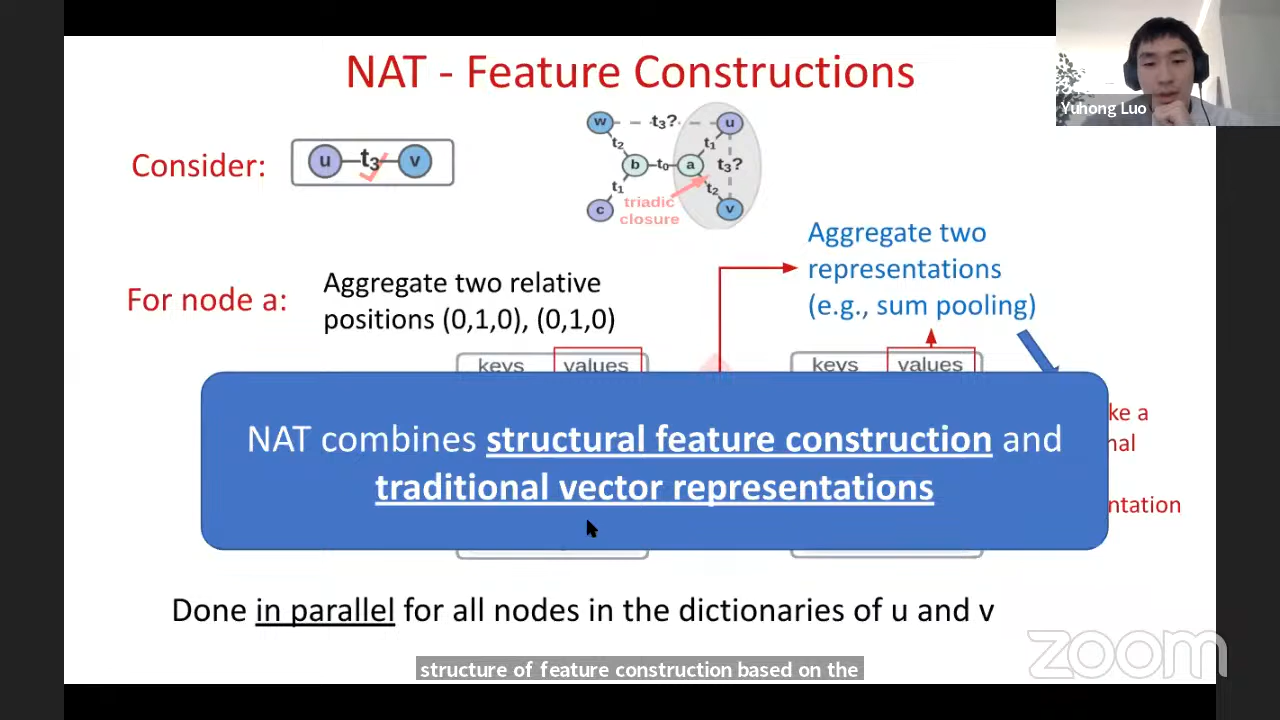 NAT - Feature Constructions
Yuhong Luo
Consider:
u t₃ v
w t₃? u
t₂ t₁
b t₀ a t₃?
t₁ t₂
triadic
closure
c v
Aggregate two
representations
(e.g., sum pooling)
For node a:
Aggregate two relative
positions (0,1,0), (0,1,0)
keys values
keys values
ke a
nal
ntation
NAT combines structural feature construction and
traditional vector representations
Done in parallel for all nodes in the dictionaries of u and v
zoom
structure of feature construction based on the